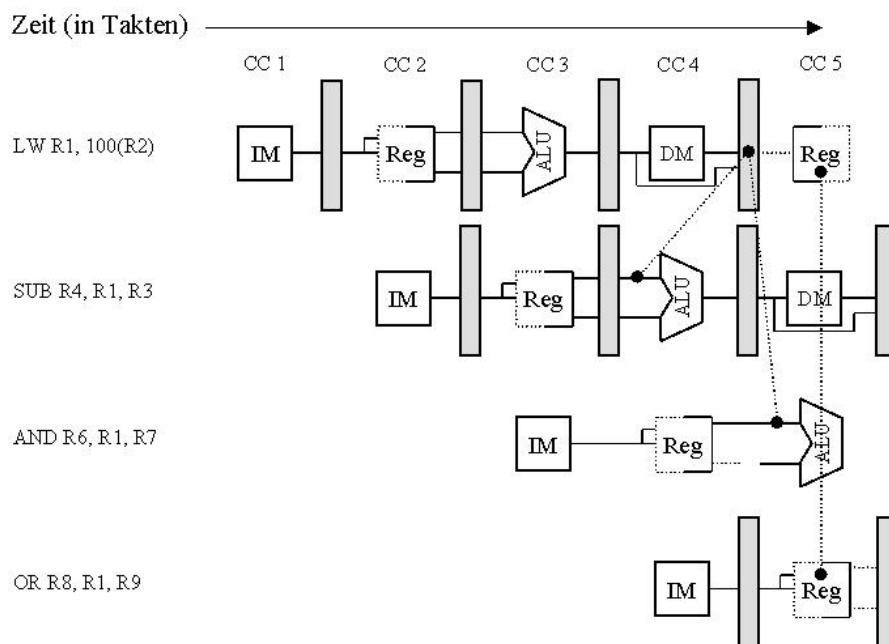 Zeit (in Takten)
CC 1 CC 2 CC 3 CC 4 CC 5
LW R1, 100(R2) IM Reg ALU DM Reg
SUB R4, R1, R3 IM Reg ALU DM
AND R6, R1, R7 IM Reg ALU
OR R8, R1, R9 IM Reg